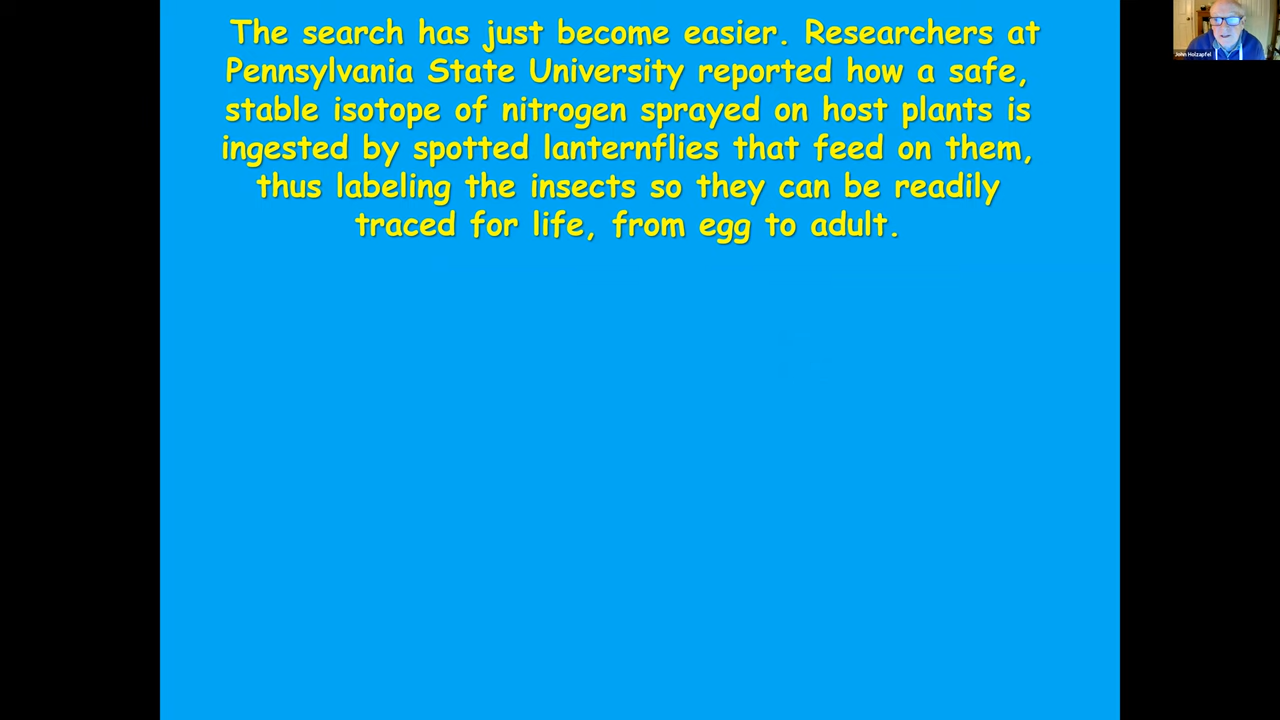 The search has just become easier. Researchers at
Pennsylvania State University reported how a safe,
stable isotope of nitrogen sprayed on host plants is
ingested by spotted lanternflies that feed on them,
thus labeling the insects so they can be readily
traced for life, from egg to adult.
John Holzapfel